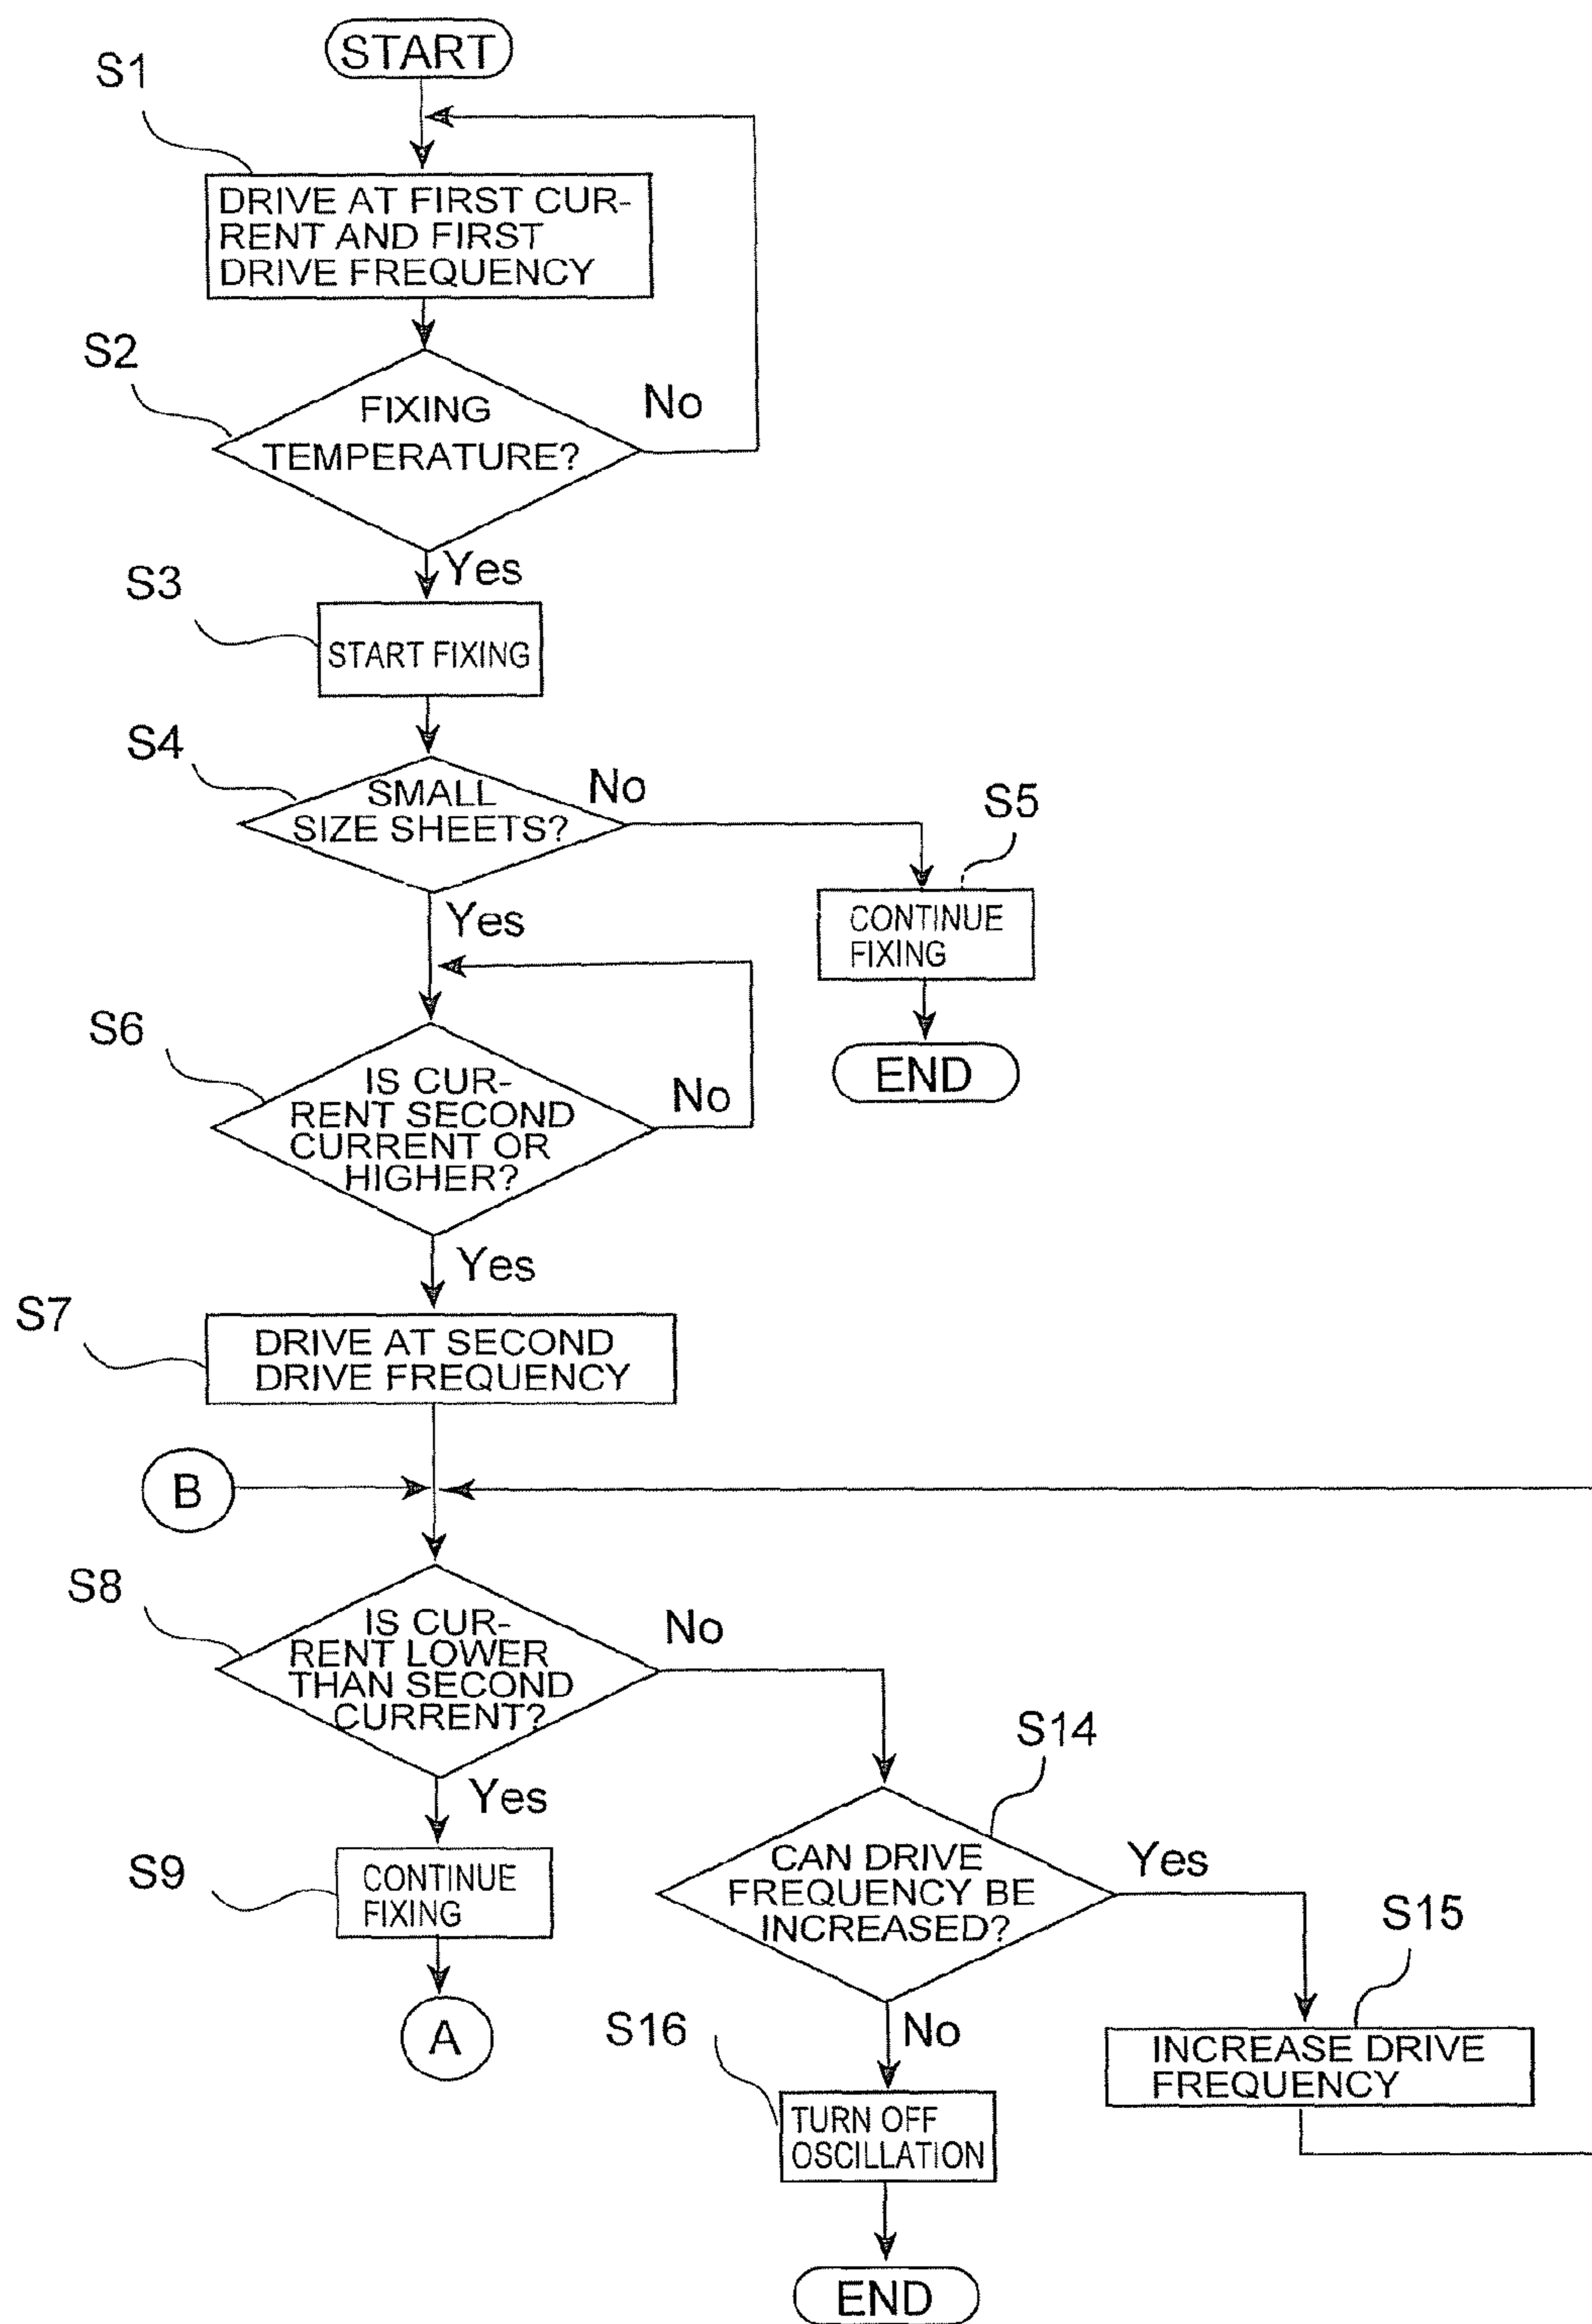 START
S1
DRIVE AT FIRST CUR-
RENT AND FIRST
DRIVE FREQUENCY
S2
FIXING
TEMPERATURE?
No
Yes
S3
START FIXING
S4
SMALL
SIZE SHEETS?
No
S5
CONTINUE
FIXING
END
Yes
S6
IS CUR-
RENT SECOND
CURRENT OR
HIGHER?
No
Yes
S7
DRIVE AT SECOND
DRIVE FREQUENCY
B
S8
IS CUR-
RENT LOWER
THAN SECOND
CURRENT?
No
Yes
S9
CONTINUE
FIXING
A
S14
CAN DRIVE
FREQUENCY BE
INCREASED?
Yes
S15
INCREASE DRIVE
FREQUENCY
No
S16
TURN OFF
OSCILLATION
END